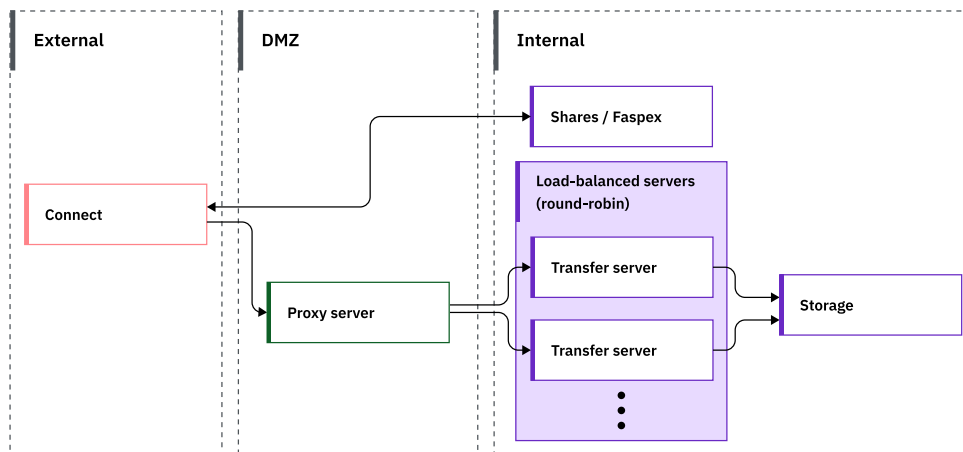 External
DMZ
Internal
Shares / Faspex
Load-balanced servers
(round-robin)
Connect
Transfer server
Proxy server
Storage
Transfer server